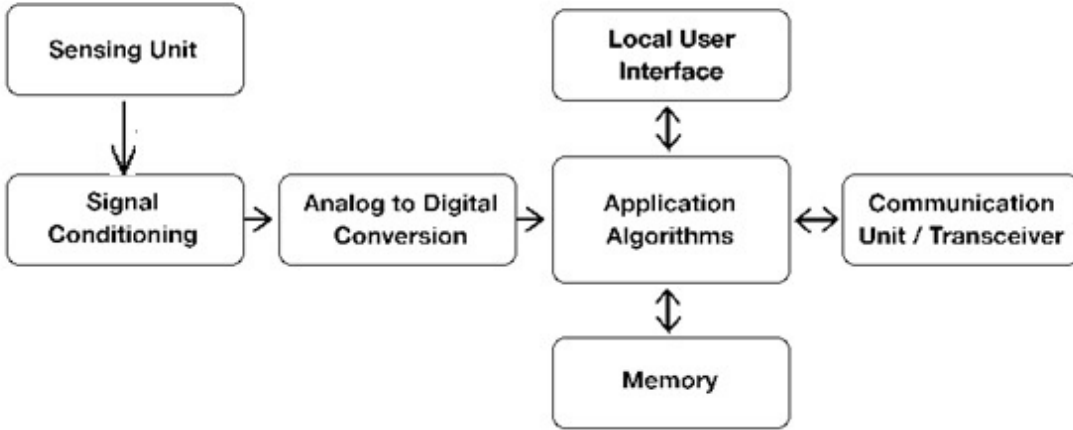 Sensing Unit
Local User
Interface
Signal
Conditioning
Analog to Digital
Conversion
Application
Algorithms
Communication
Unit / Transceiver
Memory